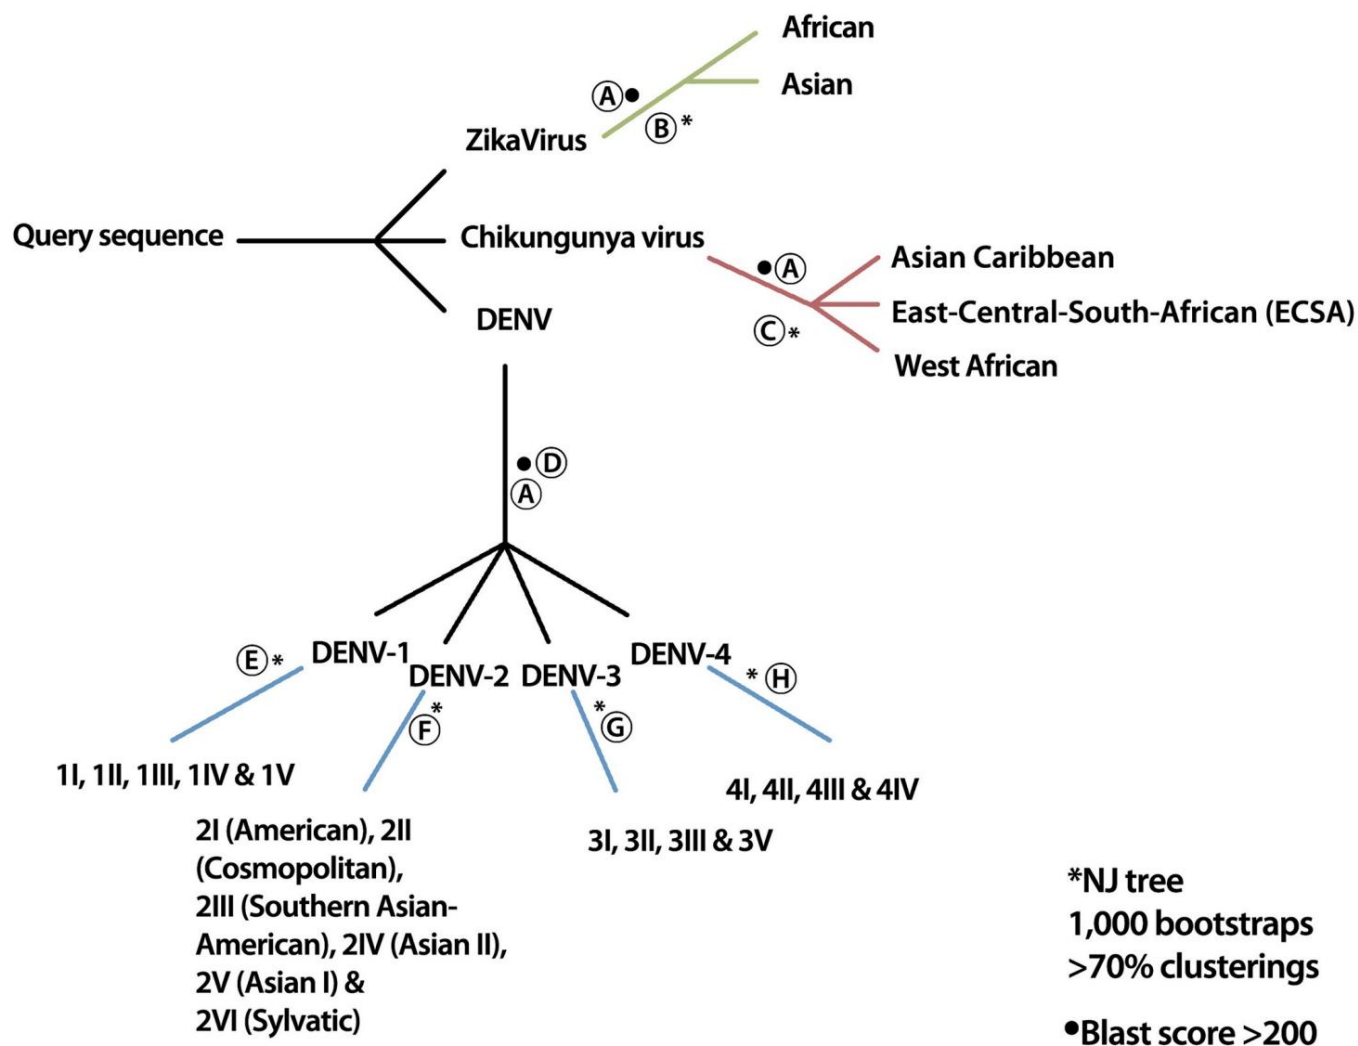 African
Asian
A
B*
ZikaVirus
Query sequence
Chikungunya virus
A
Asian Caribbean
East-Central-South-African (ECSA)
C*
West African
DENV
D
A
E*
DENV-1
DENV-2
DENV-3
DENV-4
*
F
*
G
*H
1I, 1II, 1III, 1IV & 1V
2I (American), 2II
(Cosmopolitan),
2III (Southern Asian-
American), 2IV (Asian II),
2V (Asian I) &
2VI (Sylvatic)
3I, 3II, 3III & 3V
4I, 4II, 4III & 4IV
*NJ tree
1,000 bootstraps
>70% clusterings
●Blast score >200